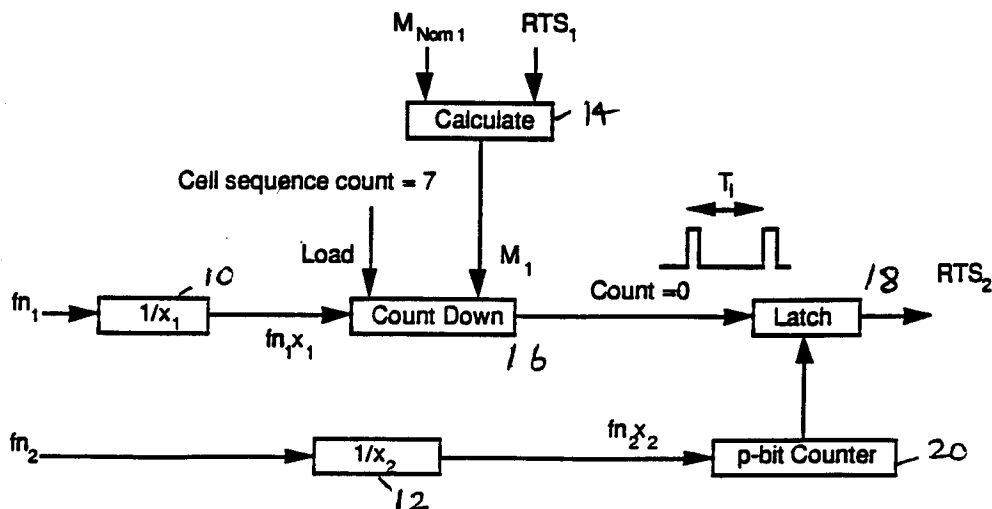 M_Nom 1 RTS_1
Calculate 14
Cell sequence count = 7
T_i
Load M_1 18 RTS_2
10 Count =0
fn_1 1/x_1 Count Down Latch
fn_1x_1 16
fn_2 1/x_2 fn_2x_2 p-bit Counter 20
12